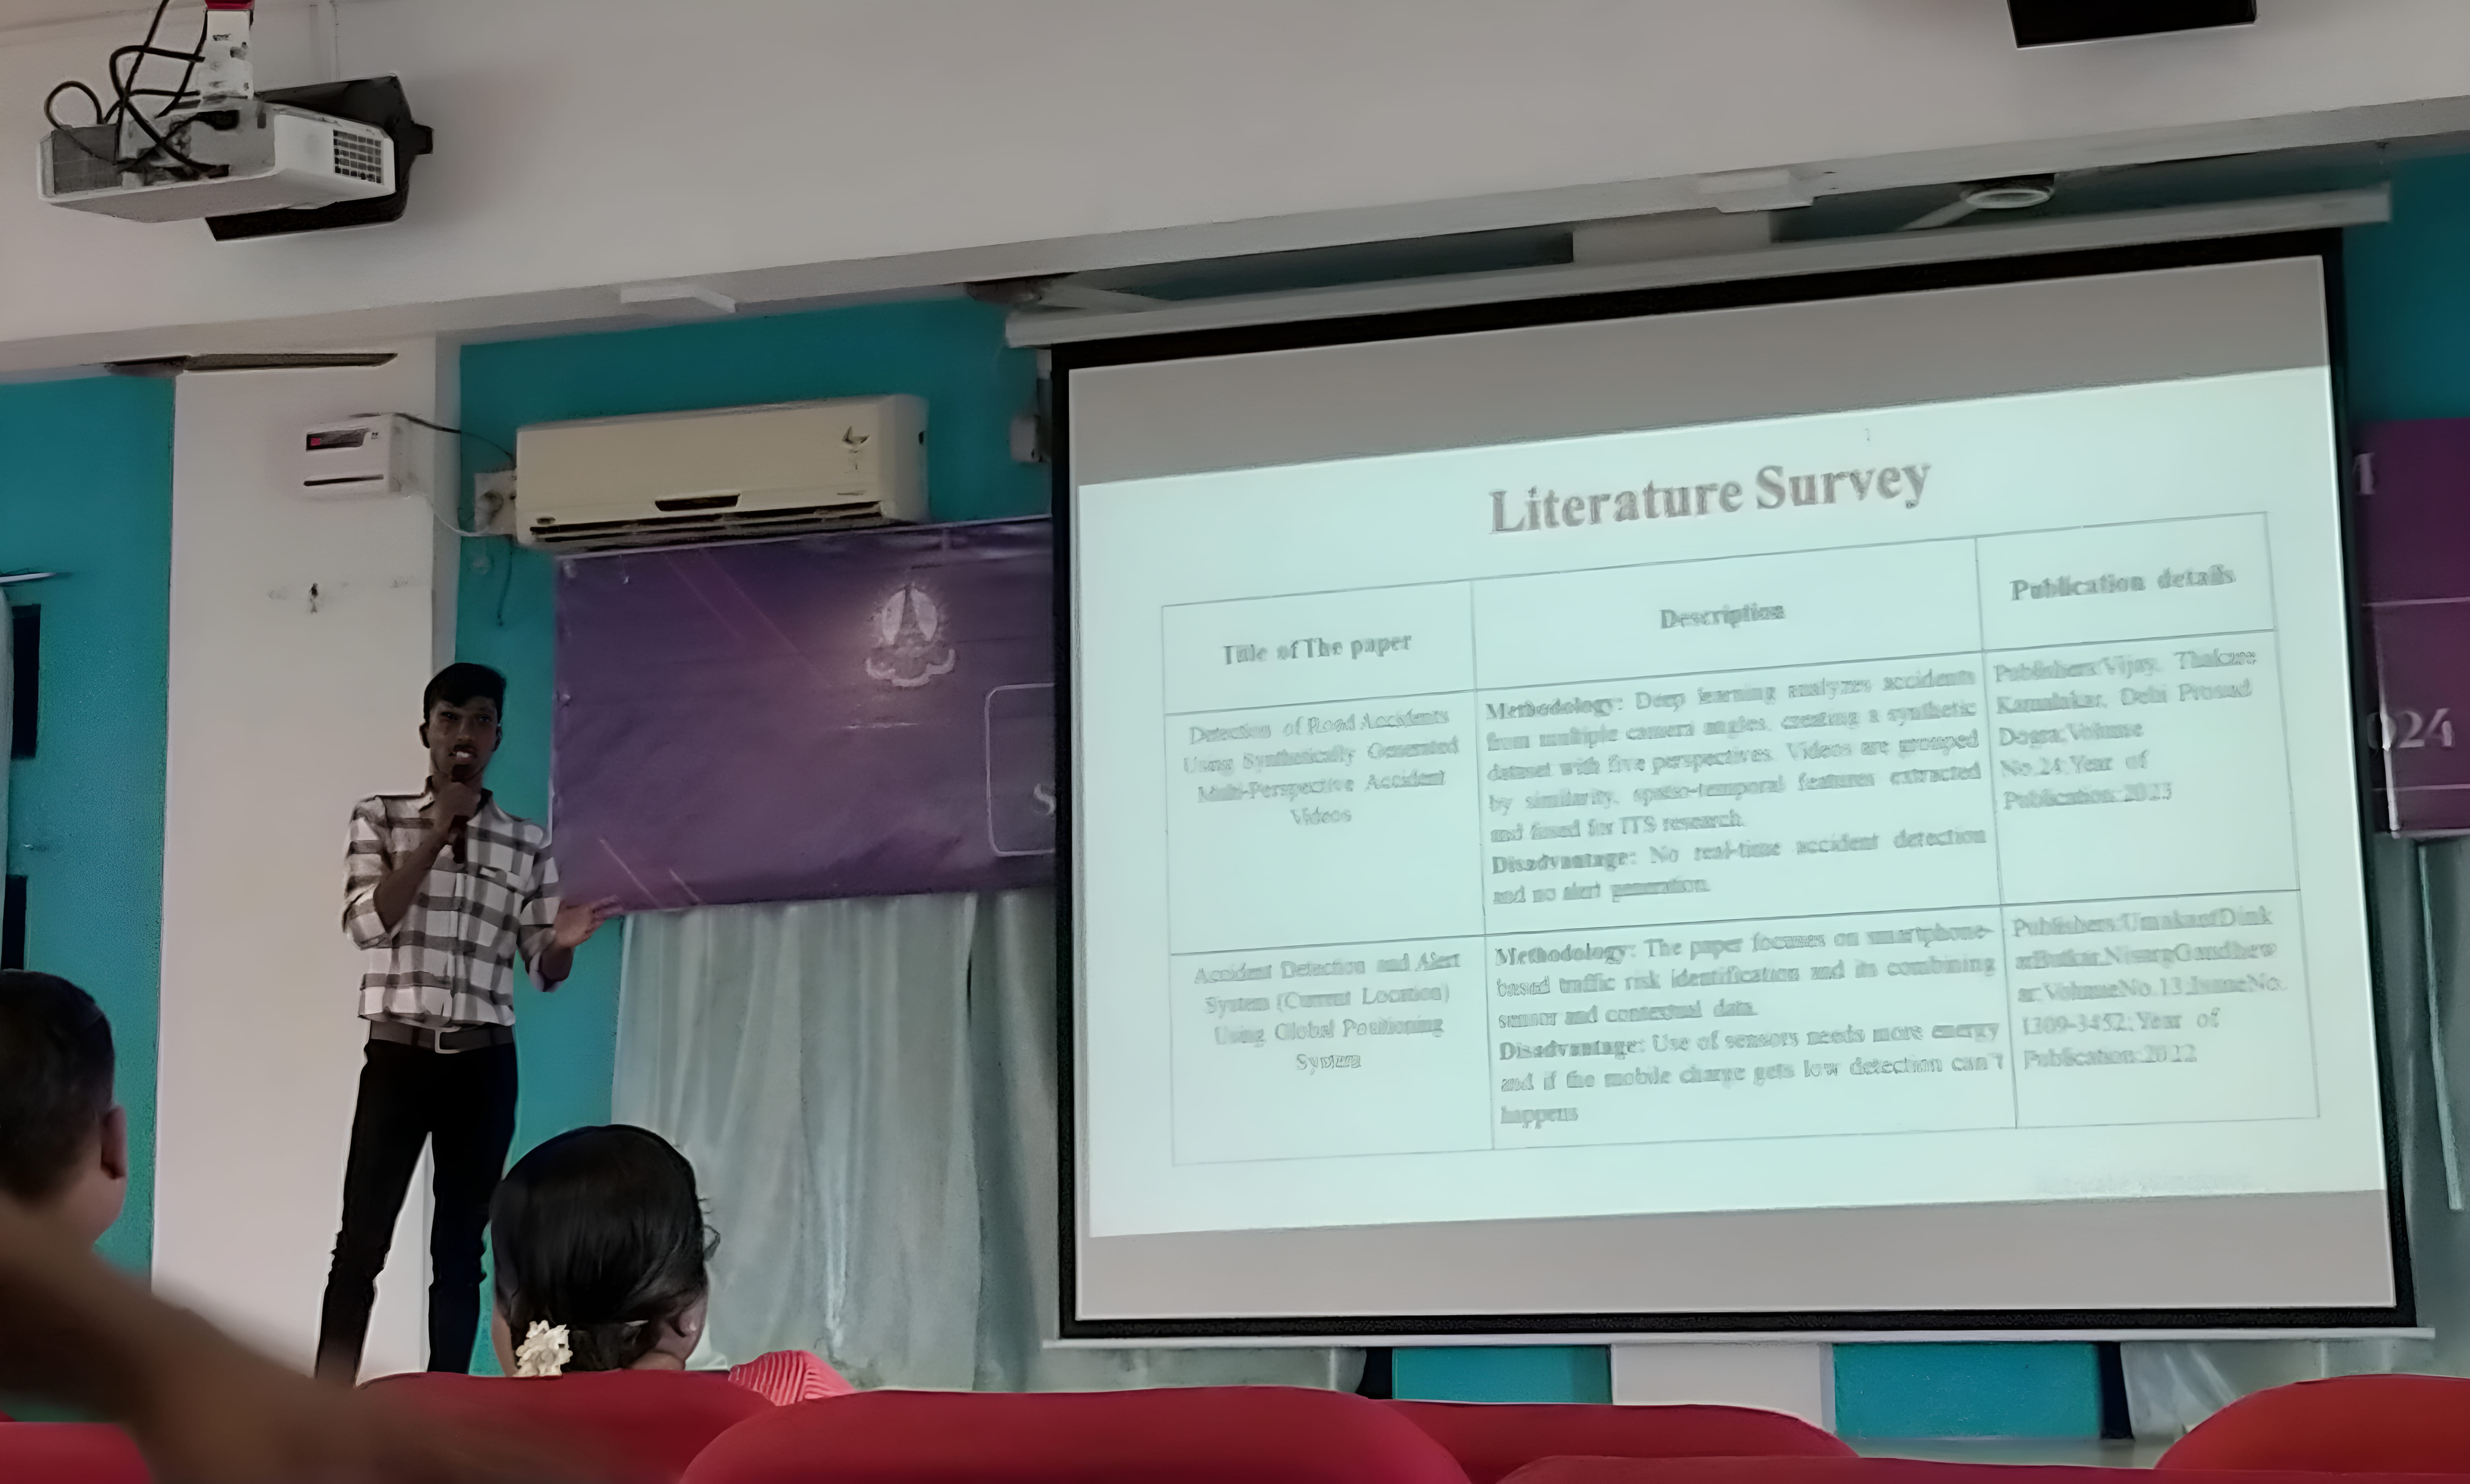 Literature Survey
Title of The paper
Description
Publication details
Detection of Road Accidents
Using Synthetically Generated
Multi-Perspective Accident
Videos
Methodology: Deep learning analyzes accidents
from multiple camera angles, creating a synthetic
dataset with five perspectives. Videos are grouped
by similarity, spatio-temporal features extracted
and fused for ITS research.
Disadvantage: No real-time accident detection
and no alert generation.
Publishers:Vijay, Thakare
Kamalakar, Debi Prosad
Dogra;Volume
No.24;Year of
Publication:2023
Accident Detection and Alert
System (Current Location)
Using Global Positioning
System
Methodology: The paper focuses on smartphone-
based traffic risk identification and its combining
sensor and contextual data.
Disadvantage: Use of sensors needs more energy
and if the mobile charge gets low detection can't
happens
Publishers:UmakantDink
arButkar,NisargGandhew
ar;VolumeNo.13,IssueNo.
1309-3452;Year of
Publication:2022
S
024